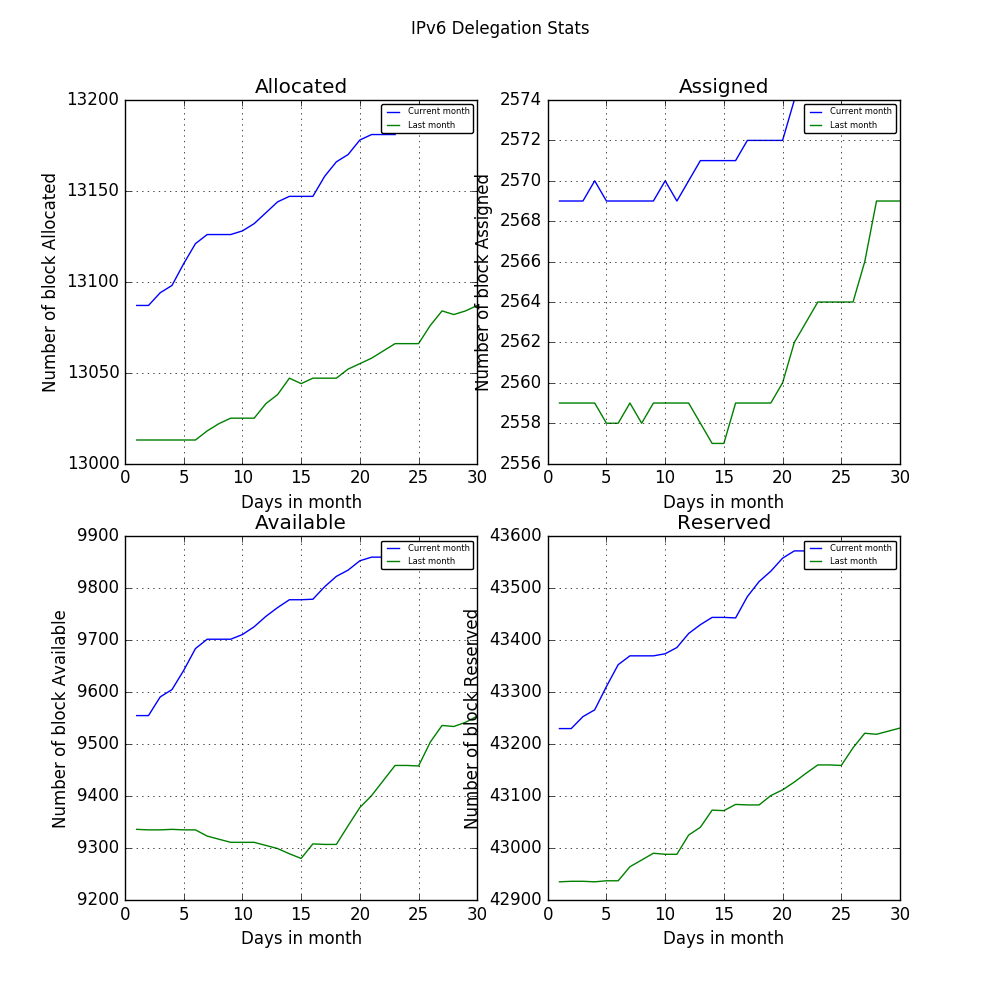 IPv6 Delegation Stats
Allocated
Number of block Allocated
13200
13150
13100
13050
13000
0 5 10 15 20 25 30
Days in month
Current month
Last month
Assigned
Number of block Assigned
2574
2572
2570
2568
2566
2564
2562
2560
2558
2556
0 5 10 15 20 25 30
Days in month
Current month
Last month
Available
Number of block Available
9900
9800
9700
9600
9500
9400
9300
9200
0 5 10 15 20 25 30
Days in month
Current month
Last month
Reserved
Number of block Reserved
43600
43500
43400
43300
43200
43100
43000
42900
0 5 10 15 20 25 30
Days in month
Current month
Last month